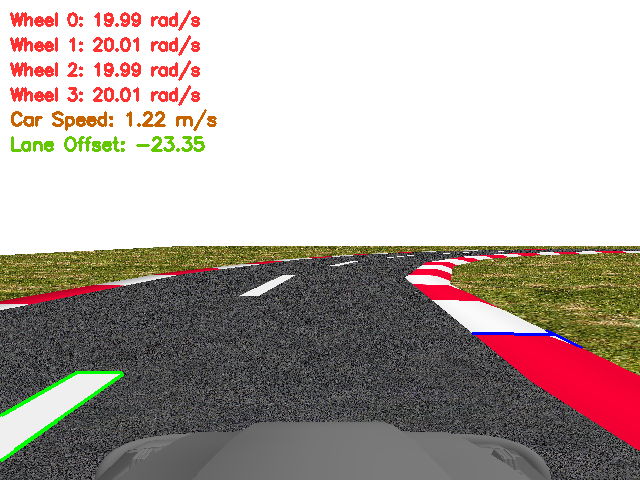 Wheel 0: 19.99 rad/s
Wheel 1: 20.01 rad/s
Wheel 2: 19.99 rad/s
Wheel 3: 20.01 rad/s
Car Speed: 1.22 m/s
Lane Offset: -23.35